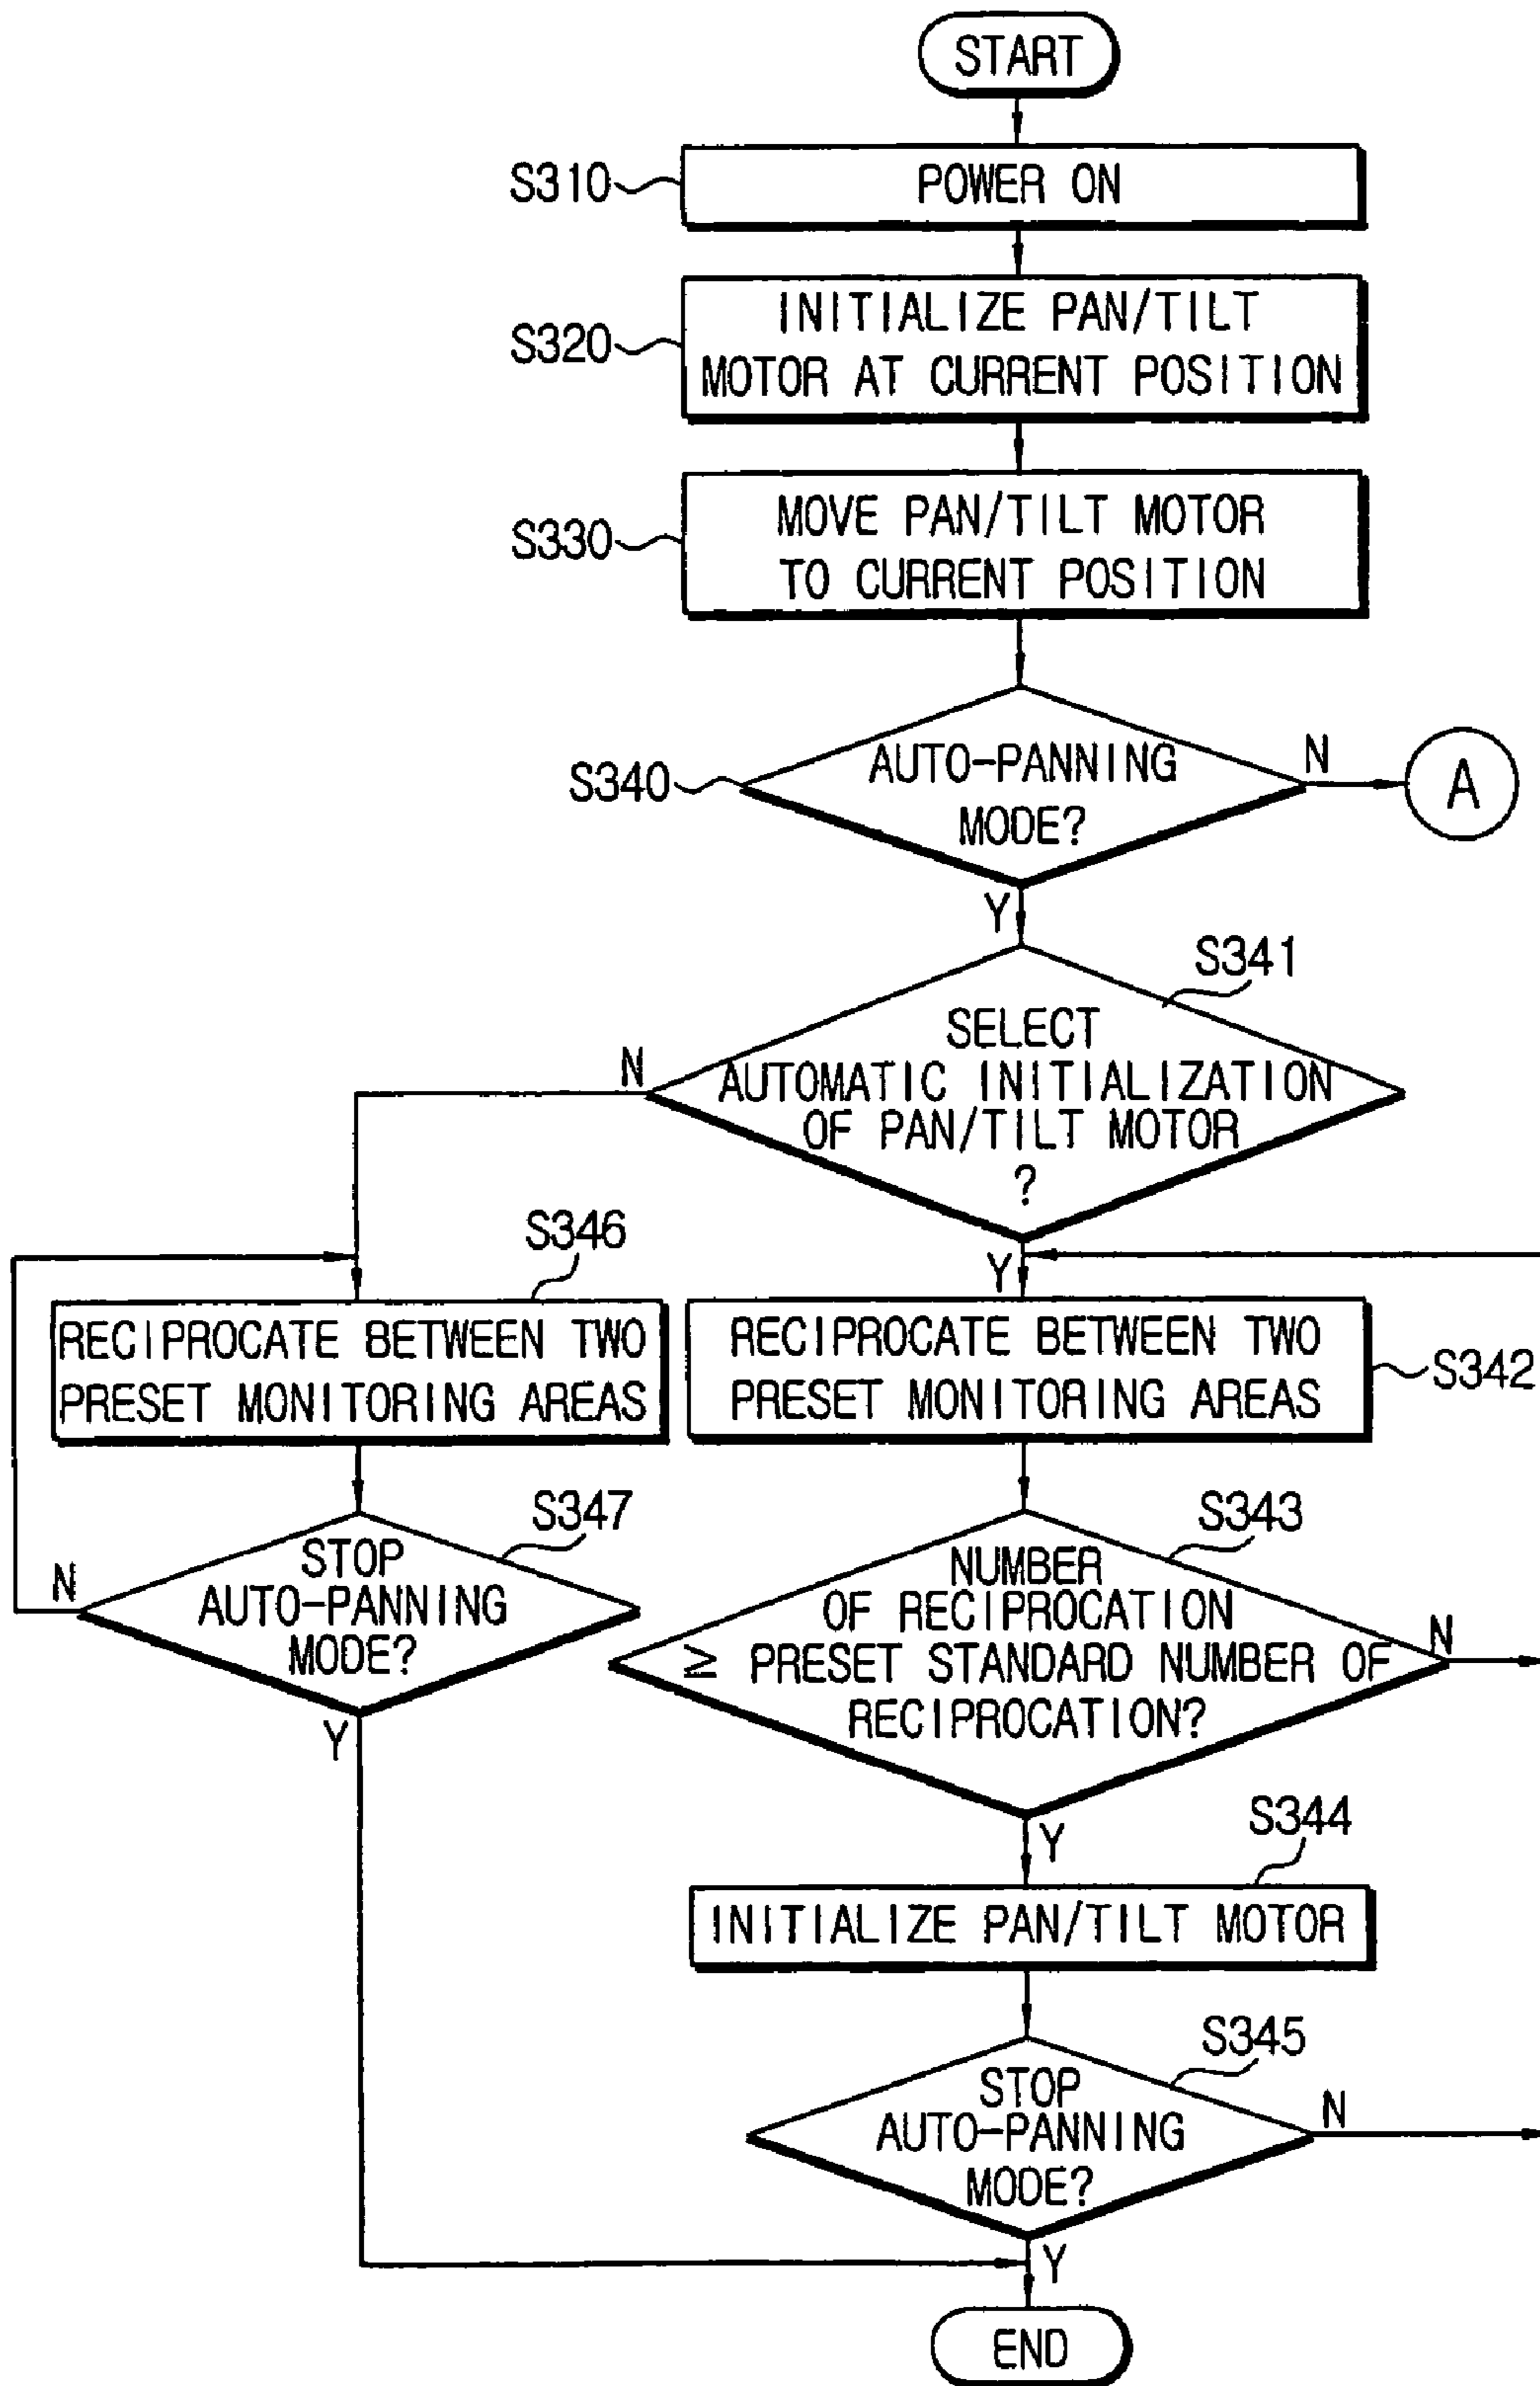 START
S310
POWER ON
S320
INITIALIZE PAN/TILT
MOTOR AT CURRENT POSITION
S330
MOVE PAN/TILT MOTOR
TO CURRENT POSITION
S340
AUTO-PANNING
MODE?
N
A
Y
S341
SELECT
AUTOMATIC INITIALIZATION
OF PAN/TILT MOTOR
?
N
Y
S346
RECIPROCATE BETWEEN TWO
PRESET MONITORING AREAS
RECIPROCATE BETWEEN TWO
PRESET MONITORING AREAS
S342
S347
STOP
AUTO-PANNING
MODE?
N
Y
S343
NUMBER
OF RECIPROCATION
≥ PRESET STANDARD NUMBER OF
RECIPROCATION?
N
Y
S344
INITIALIZE PAN/TILT MOTOR
S345
STOP
AUTO-PANNING
MODE?
N
Y
END